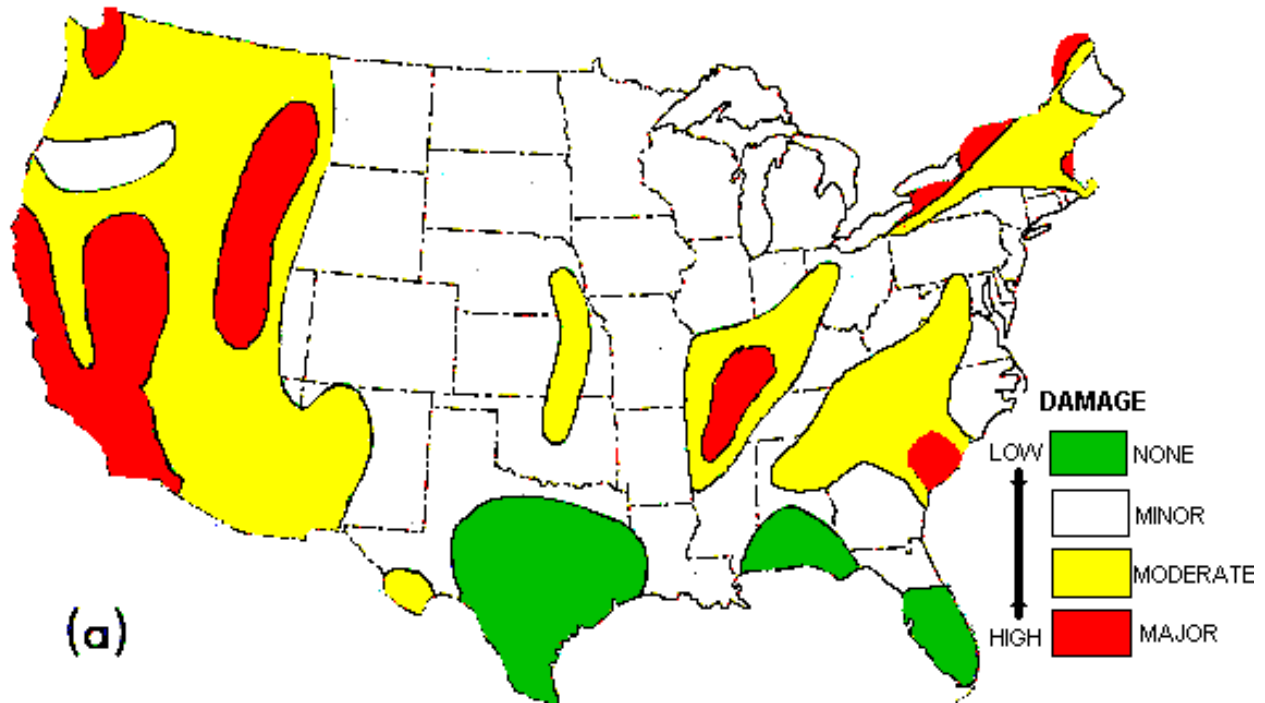 DAMAGE
LOW NONE
MINOR
MODERATE
HIGH MAJOR
(a)